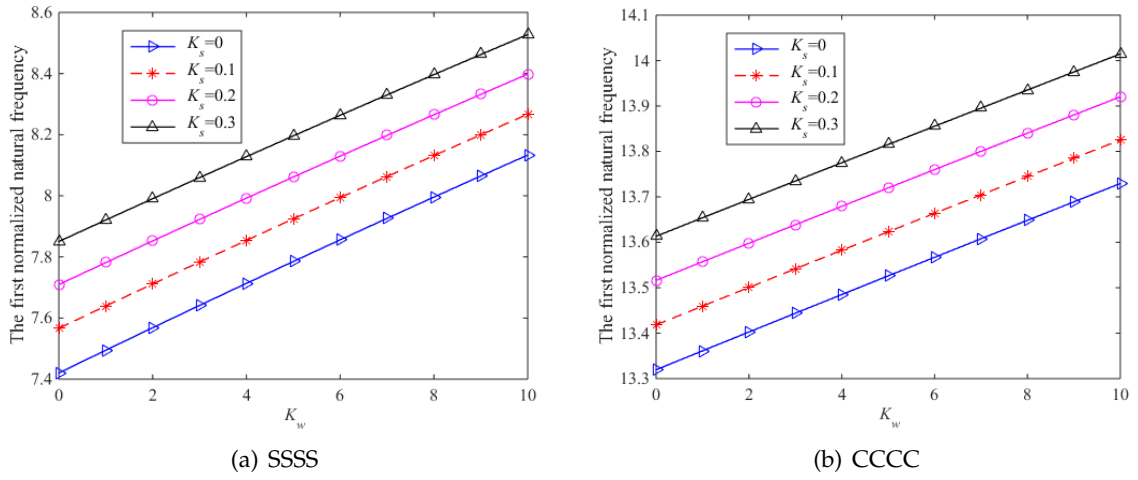 The first normalized natural frequency
8.6
8.4
8.2
8
7.8
7.6
7.4
K_s=0
K_s=0.1
K_s=0.2
K_s=0.3
0 2 4 6 8 10
K_w
(a) SSSS
The first normalized natural frequency
14.1
14
13.9
13.8
13.7
13.6
13.5
13.4
13.3
K_s=0
K_s=0.1
K_s=0.2
K_s=0.3
0 2 4 6 8 10
K_w
(b) CCCC